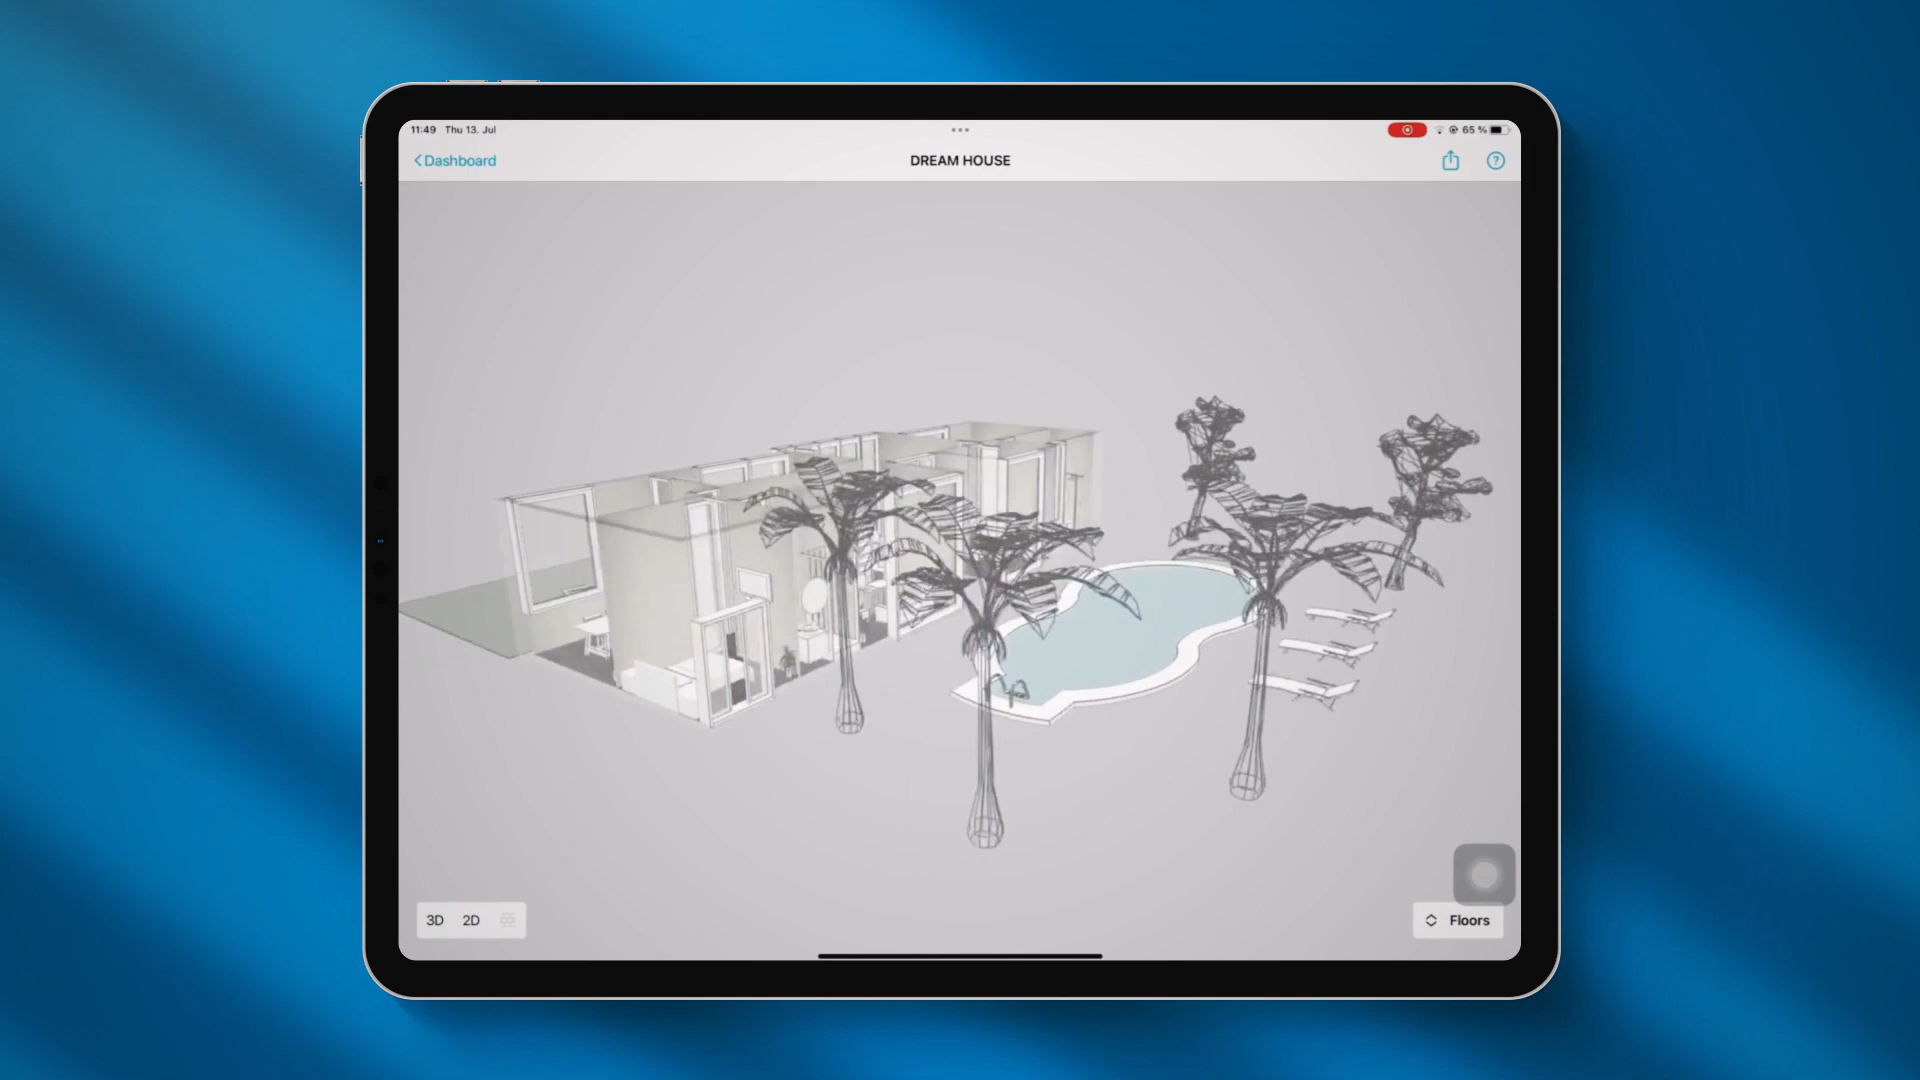 11:49 Thu 13. Jul
65 %
Dashboard
DREAM HOUSE
3D 2D
Floors